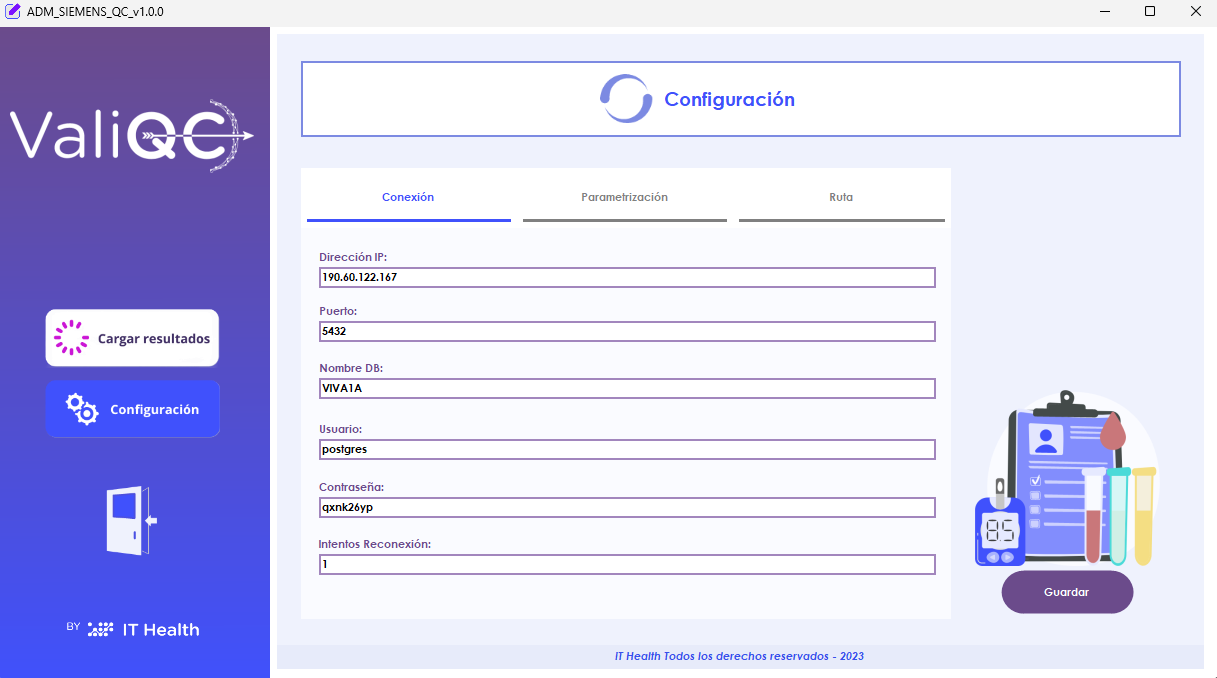 ADM_SIEMENS_QC_v1.0.0
ValiQC
Cargar resultados
Configuración
BY IT Health
Configuración
Conexión Parametrización Ruta
Dirección IP:
190.60.122.167
Puerto:
5432
Nombre DB:
VIVA1A
Usuario:
postgres
Contraseña:
qxnk26yp
Intentos Reconexión:
1
85
Guardar
IT Health Todos los derechos reservados - 2023